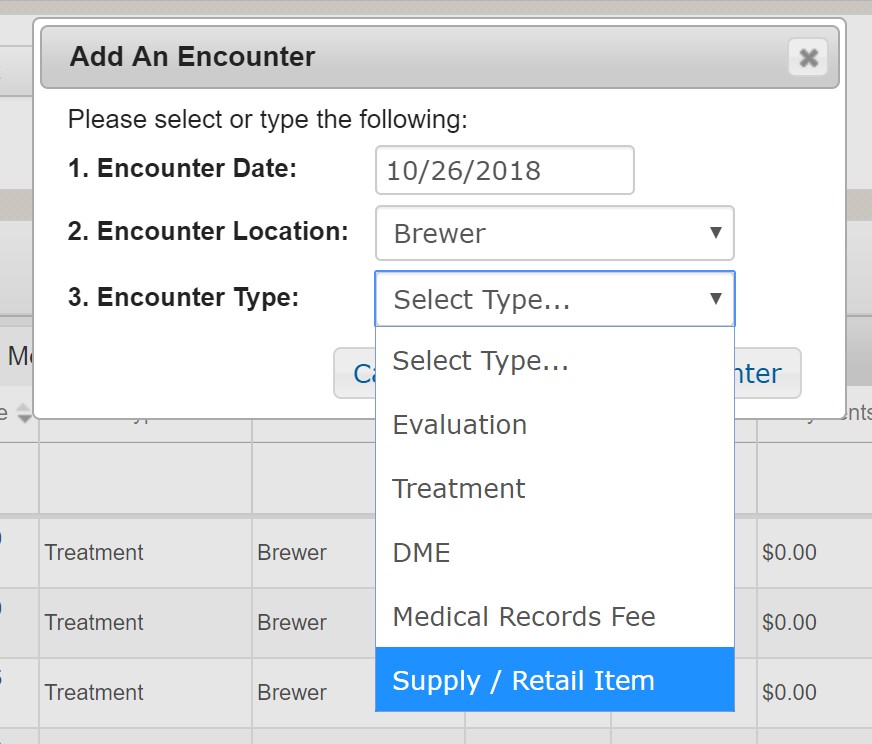 Add An Encounter
Please select or type the following:
1. Encounter Date: 10/26/2018
2. Encounter Location: Brewer
3. Encounter Type: Select Type...
Select Type...
Evaluation
Treatment
DME
Medical Records Fee
Supply / Retail Item
Treatment Brewer $0.00
Treatment Brewer $0.00
Treatment Brewer $0.00